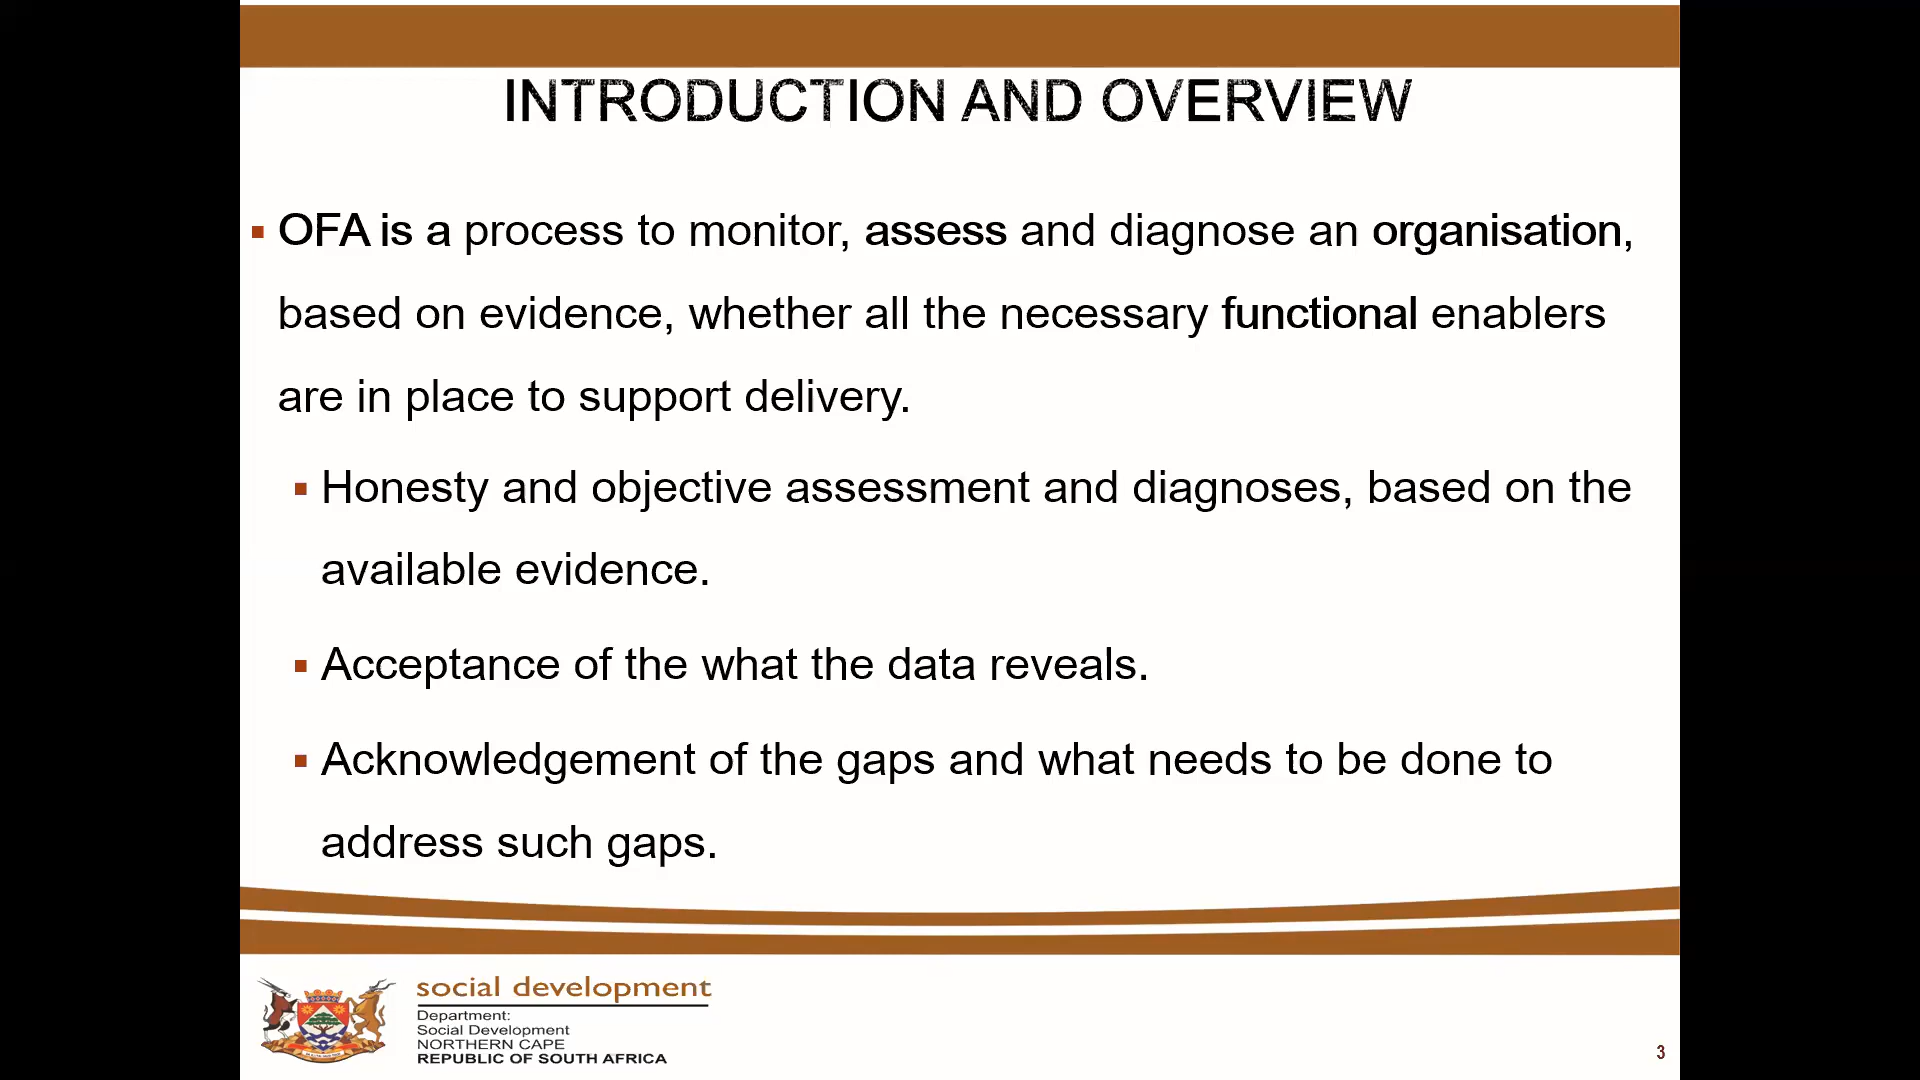 INTRODUCTION AND OVERVIEW
OFA is a process to monitor, assess and diagnose an organisation,
based on evidence, whether all the necessary functional enablers
are in place to support delivery.
Honesty and objective assessment and diagnoses, based on the
available evidence.
Acceptance of the what the data reveals.
Acknowledgement of the gaps and what needs to be done to
address such gaps.
social development
Department:
Social Development
NORTHERN CAPE
REPUBLIC OF SOUTH AFRICA
3